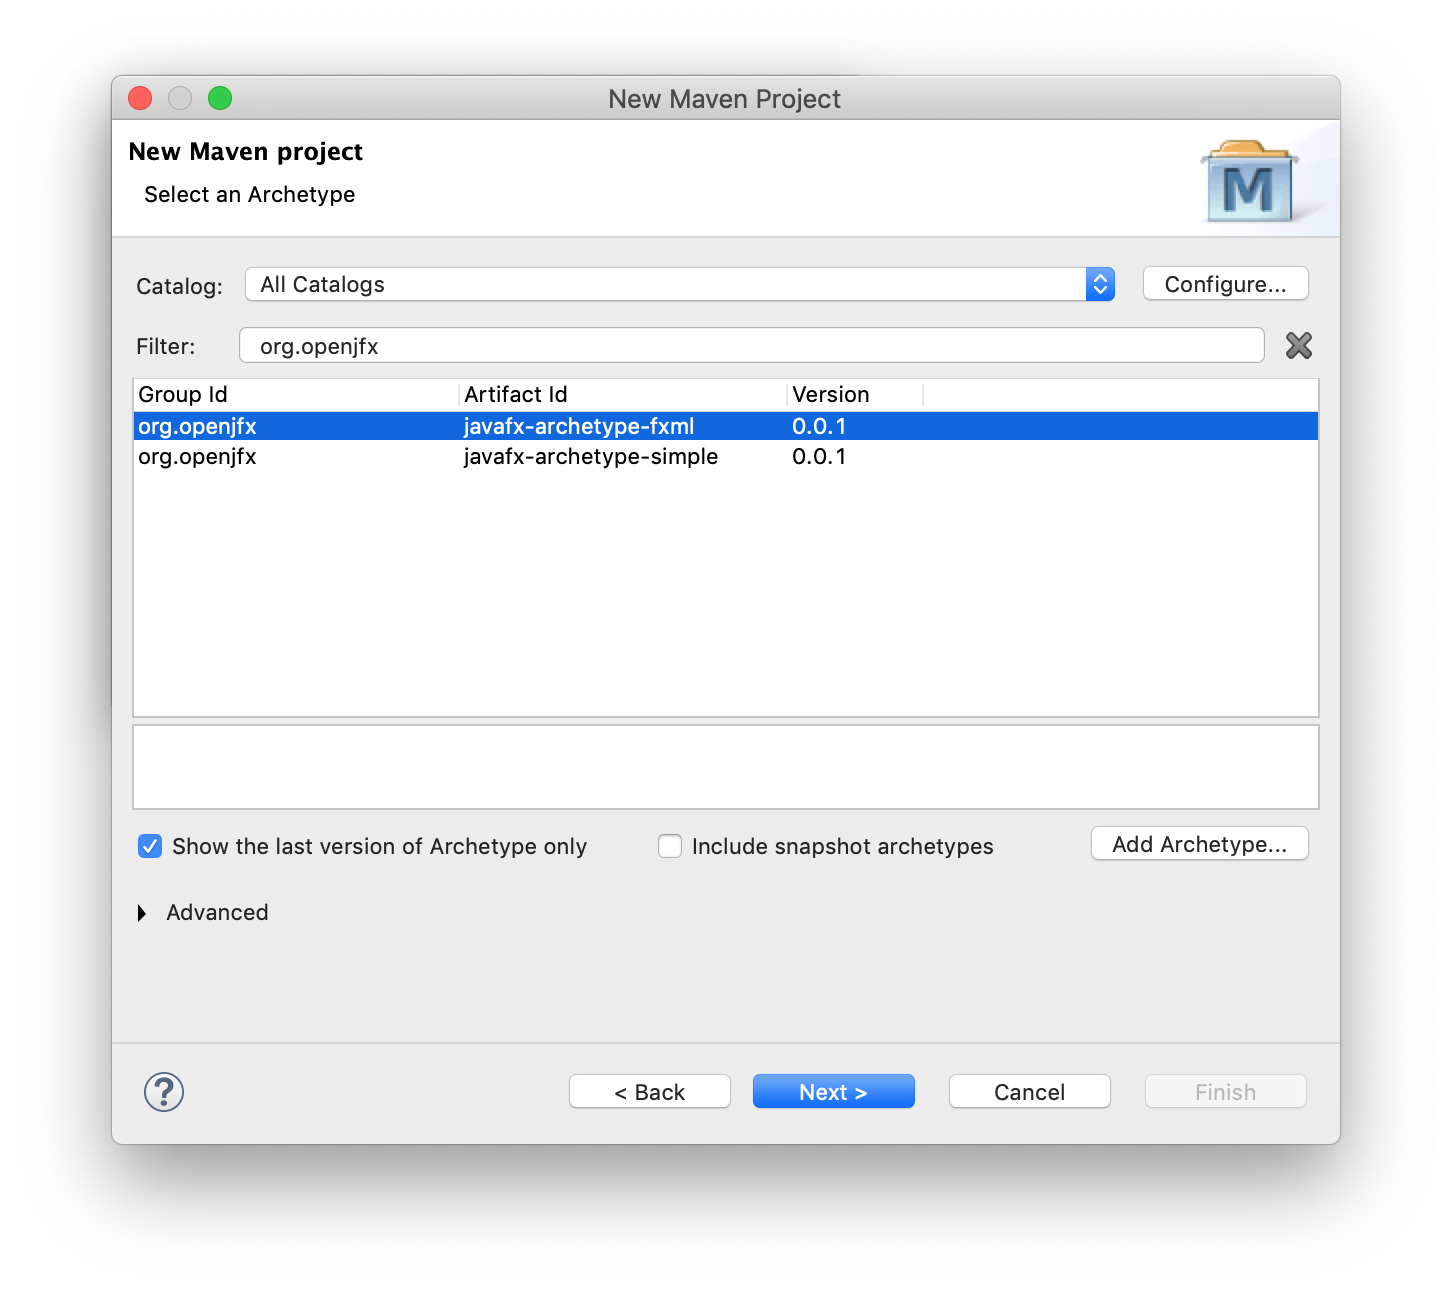 New Maven Project
New Maven project
Select an Archetype
M
Catalog: All Catalogs Configure...
Filter: org.openjfx
Group Id Artifact Id Version
org.openjfx javafx-archetype-fxml 0.0.1
org.openjfx javafx-archetype-simple 0.0.1
Show the last version of Archetype only Include snapshot archetypes Add Archetype...
Advanced
? < Back Next > Cancel Finish